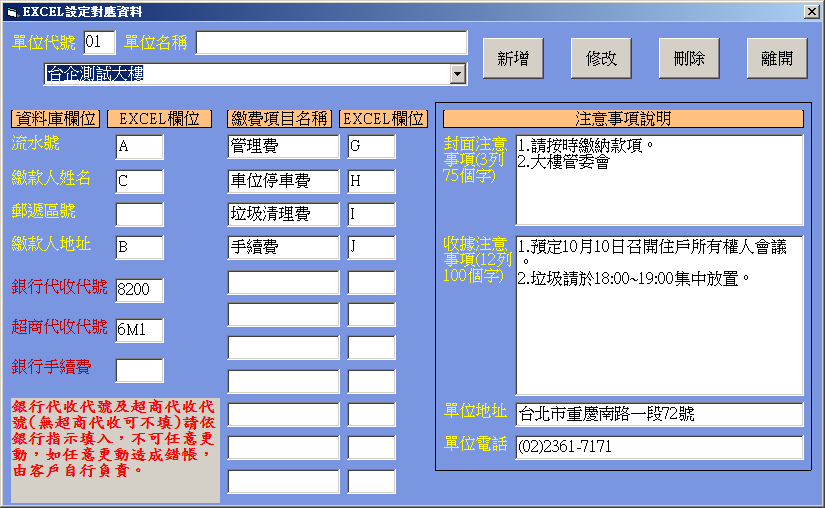 EXCEL設定對應資料
單位代號 01 單位名稱
新增 修改 刪除 離開
台企測試大樓
資料庫欄位 EXCEL欄位 繳費項目名稱 EXCEL欄位 注意事項說明
流水號 A
繳款人姓名 C
郵遞區號
繳款人地址 B
銀行代收代號 8200
超商代收代號 6M1
銀行手續費
銀行代收代號及超商代收代
號(無超商代收可不填)請依
銀行指示填入，不可任意更
動，如任意更動造成錯帳，
由客戶自行負責。
管理費 G
車位停車費 H
垃圾清理費 I
手續費 J
封面注意
事項(3列
75個字)
1.請按時繳納款項。
2.大樓管委會
收據注意
事項(12列
100個字)
1.預定10月10日召開住戶所有權人會議
。
2.垃圾請於18:00~19:00集中放置。
單位地址 台北市重慶南路一段72號
單位電話 (02)2361-7171